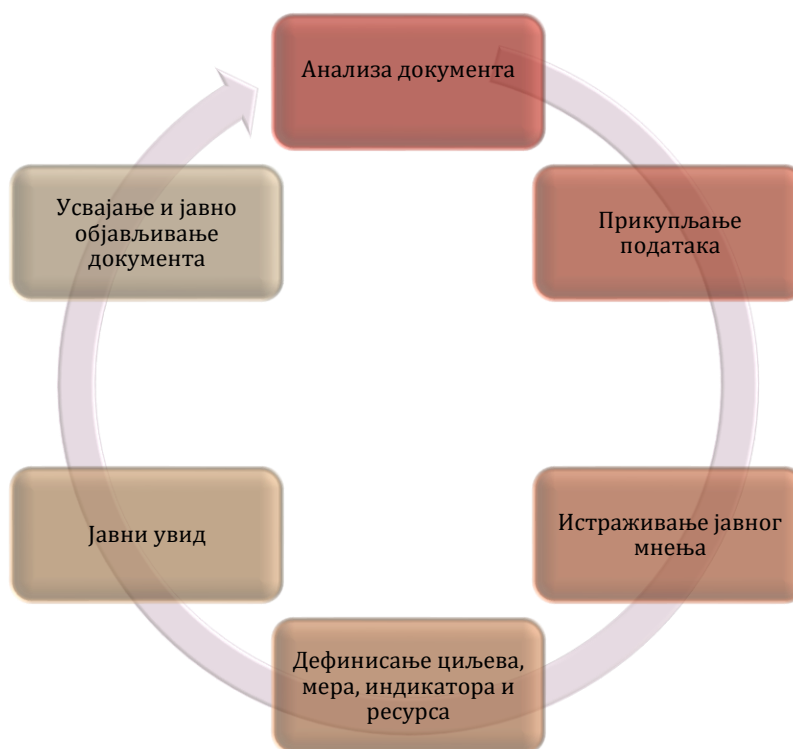 Анализа документа
Прикупљање
података
Истраживање јавног
мнења
Дефинисање циљева,
мера, индикатора и
ресурса
Јавни увид
Усвајање и јавно
објављивање
документа